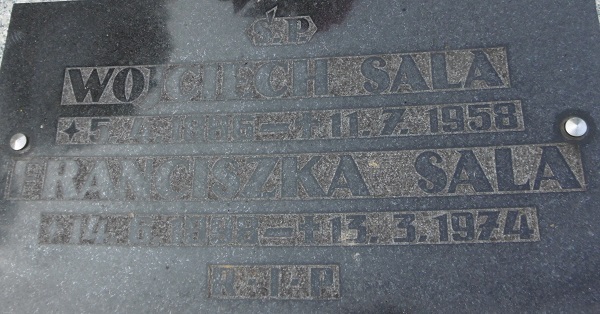 Ś P
WOJCIECH SALA
11. 7. 1958
FRANCISZKA SALA
13. 3. 1974
R-I-P